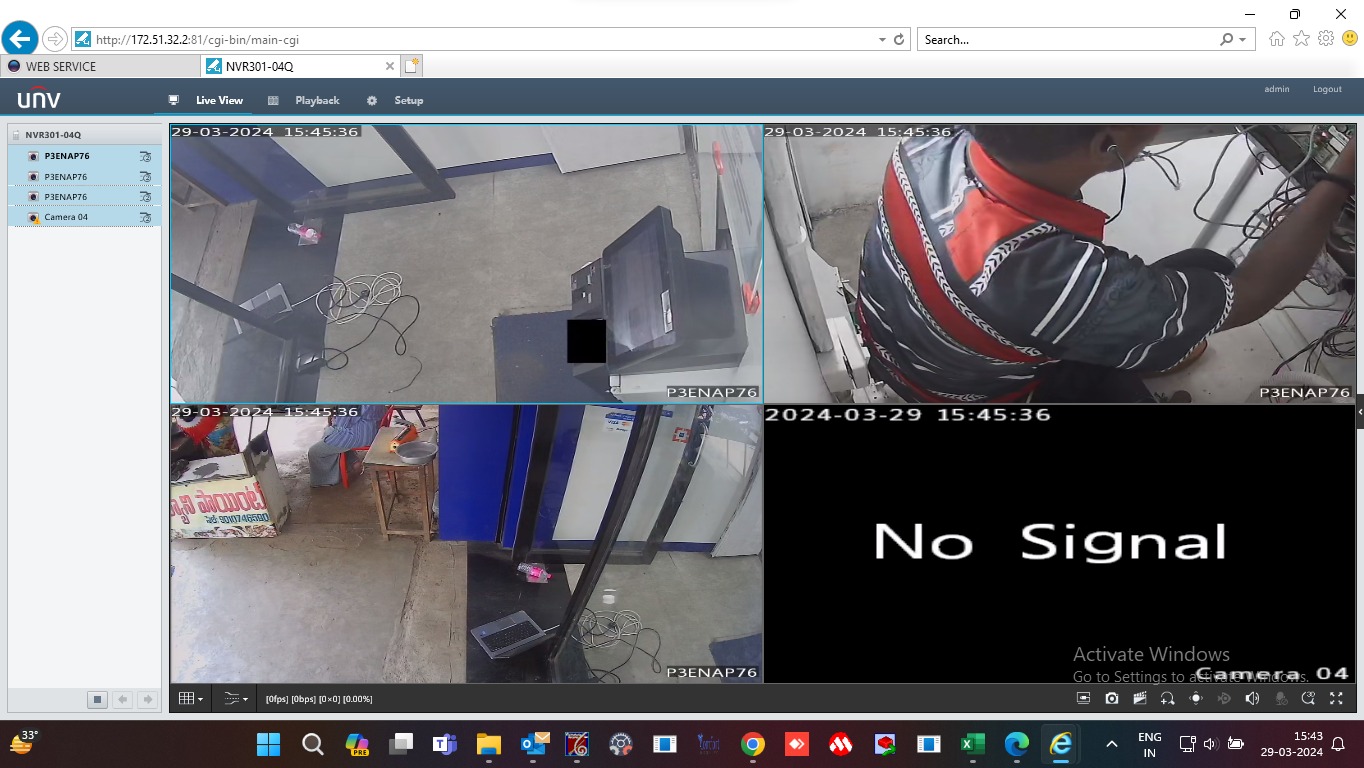 http://172.51.32.2:81/cgi-bin/main-cgi
Search...
WEB SERVICE
NVR301-04Q
unv
Live View
Playback
Setup
admin
Logout
NVR301-04Q
P3ENAP76
P3ENAP76
P3ENAP76
Camera 04
29-03-2024 15:45:36
P3ENAP76
29-03-2024 15:45:36
P3ENAP76
29-03-2024 15:45:36
9010746590
VISA
P3ENAP76
2024-03-29 15:45:36
No Signal
Camera 04
Activate Windows
Go to Settings to activate Windows.
[0fps] [0bps] [0×0] [0.00%]
33°
PRE
ENG
IN
15:43
29-03-2024